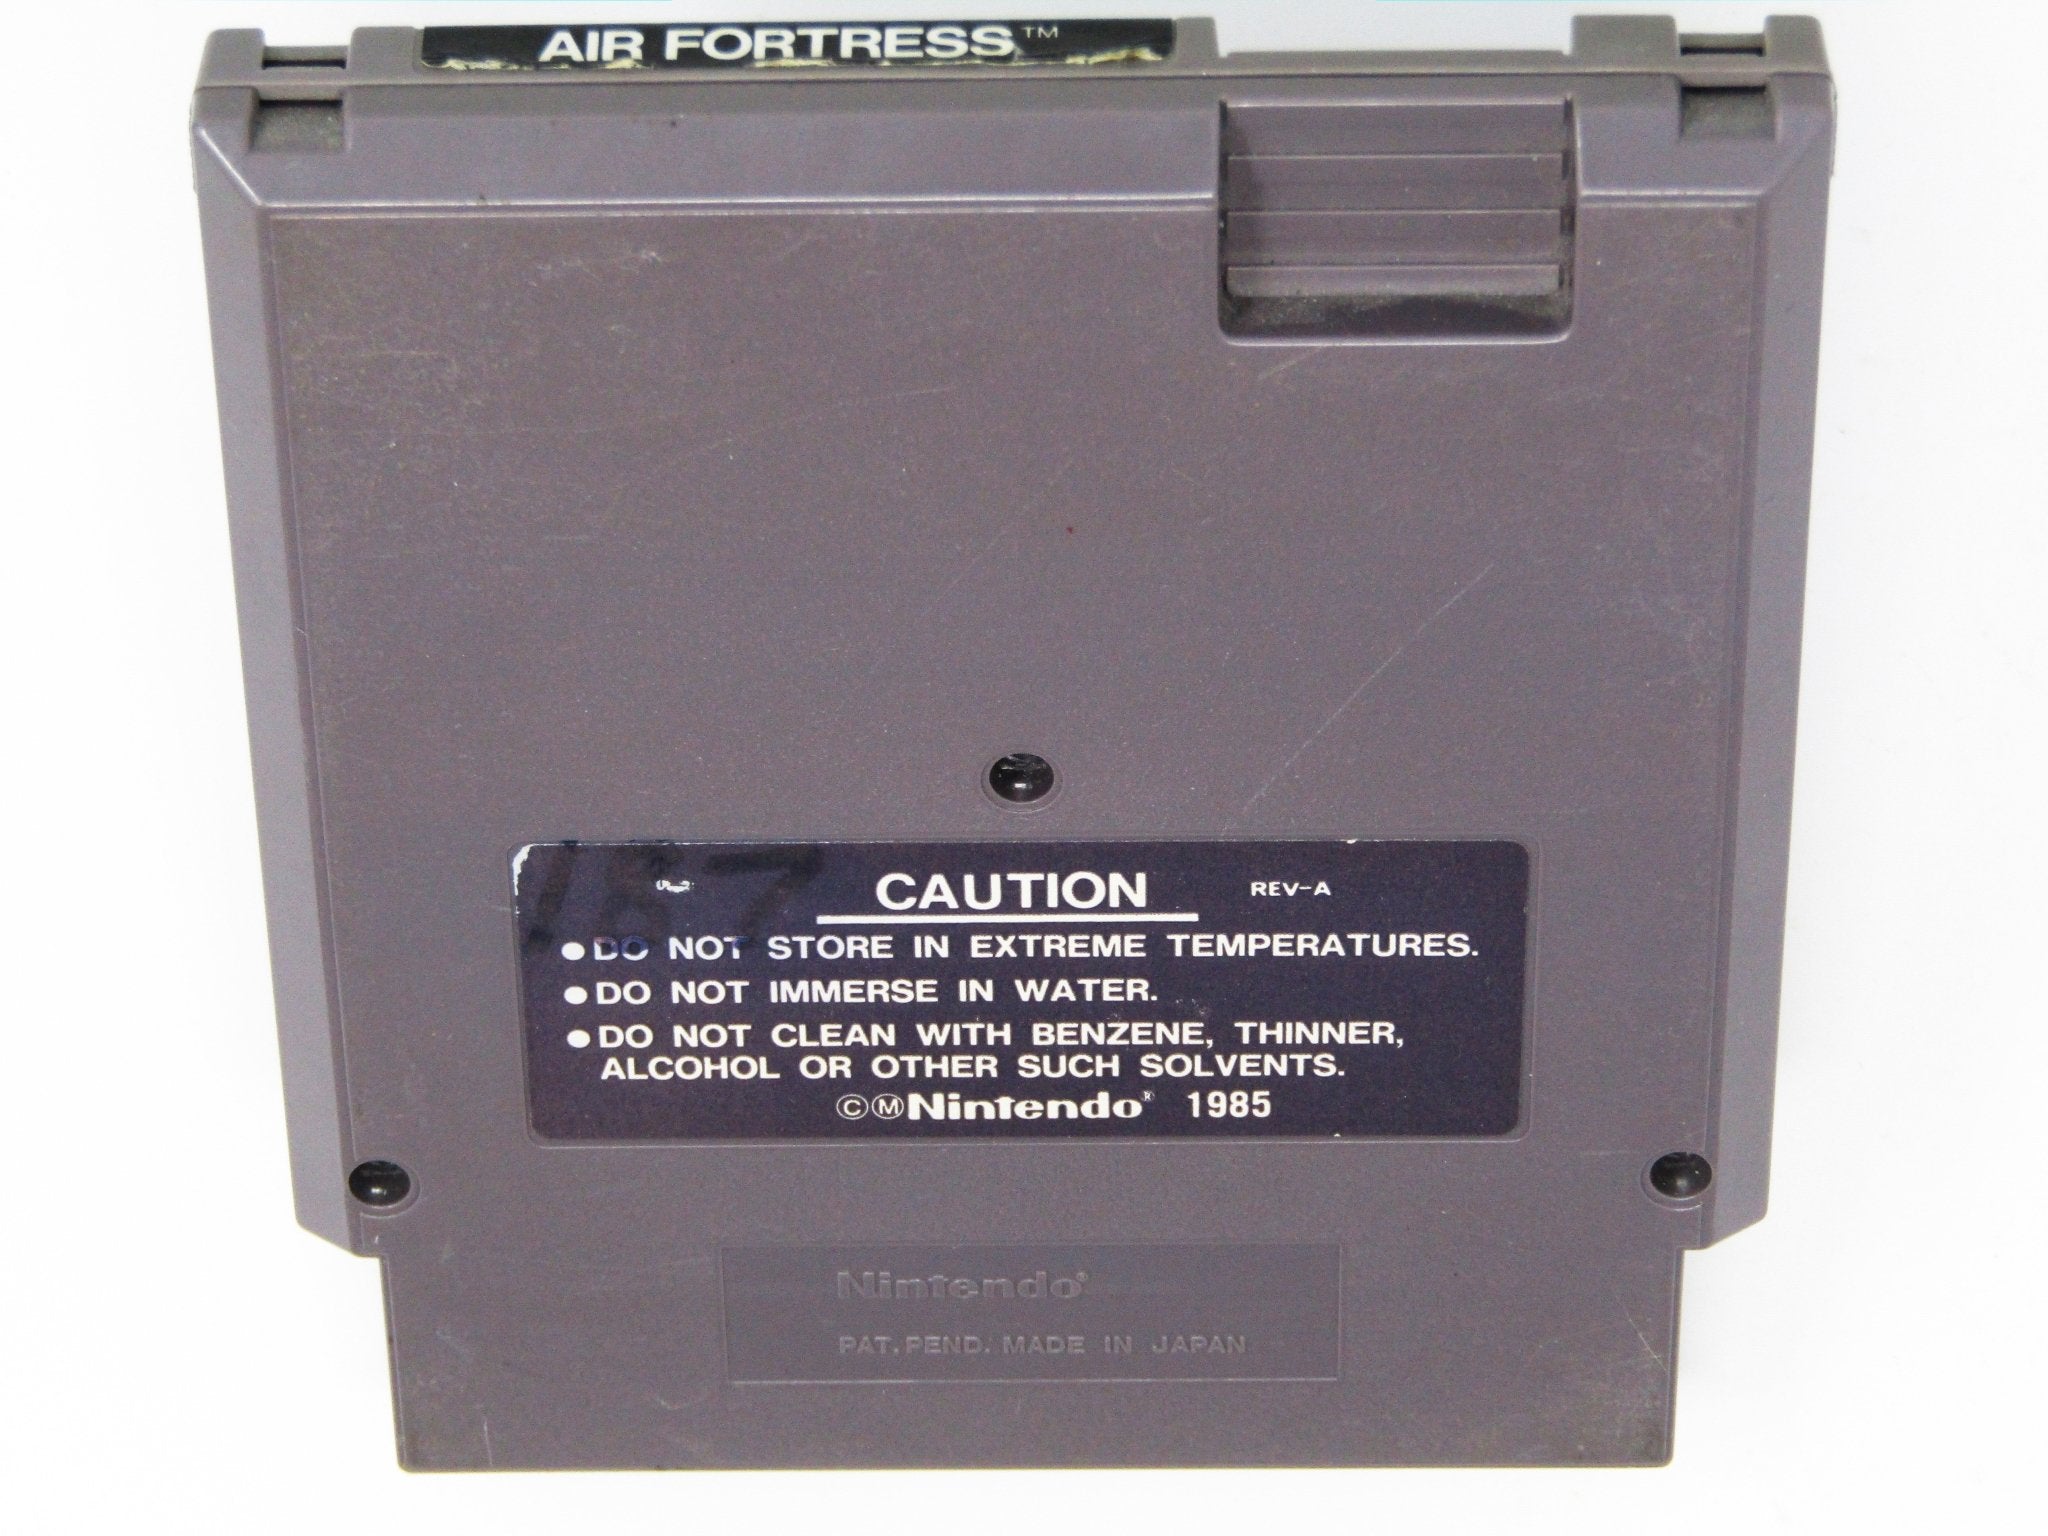 AIR FORTRESS™
187
CAUTION REV-A
●DO NOT STORE IN EXTREME TEMPERATURES.
●DO NOT IMMERSE IN WATER.
●DO NOT CLEAN WITH BENZENE, THINNER,
ALCOHOL OR OTHER SUCH SOLVENTS.
©Ⓜ Nintendo® 1985
Nintendo®
PAT. PEND. MADE IN JAPAN